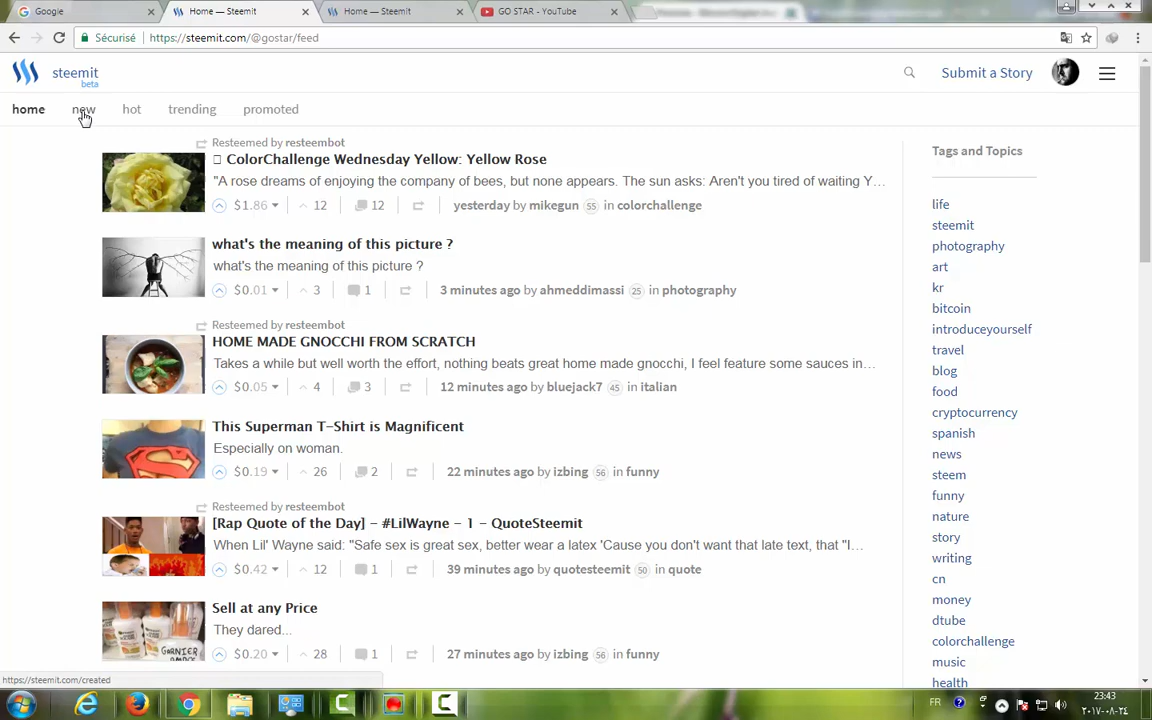 Google
Home — Steemit
Home — Steemit
GO STAR - YouTube
Sécurisé
https://steemit.com/@gostar/feed
steemit
beta
Submit a Story
home
new
hot
trending
promoted
Resteemed by resteembot
ColorChallenge Wednesday Yellow: Yellow Rose
"A rose dreams of enjoying the company of bees, but none appears. The sun asks: Aren't you tired of waiting Y…
$1.86 12 12 yesterday by mikegun 55 in colorchallenge
what's the meaning of this picture ?
what's the meaning of this picture ?
$0.01 3 1 3 minutes ago by ahmeddimassi 25 in photography
Resteemed by resteembot
HOME MADE GNOCCHI FROM SCRATCH
Takes a while but well worth the effort, nothing beats great home made gnocchi, I feel feature some sauces in…
$0.05 4 3 12 minutes ago by bluejack7 45 in italian
This Superman T-Shirt is Magnificent
Especially on woman.
$0.19 26 2 22 minutes ago by izbing 56 in funny
Resteemed by resteembot
[Rap Quote of the Day] – #LilWayne – 1 – QuoteSteemit
When Lil' Wayne said: "Safe sex is great sex, better wear a latex 'Cause you don't want that late text, that "I…
$0.42 12 1 39 minutes ago by quotesteemit 50 in quote
Sell at any Price
They dared...
GARNIER
$0.20 28 1 27 minutes ago by izbing 56 in funny
Tags and Topics
life
steemit
photography
art
kr
bitcoin
introduceyourself
travel
blog
food
cryptocurrency
spanish
news
steem
funny
nature
story
writing
cn
money
dtube
colorchallenge
music
health
https://steemit.com/created
FR
23:43
٢٠١٧-٠٨-٢٤